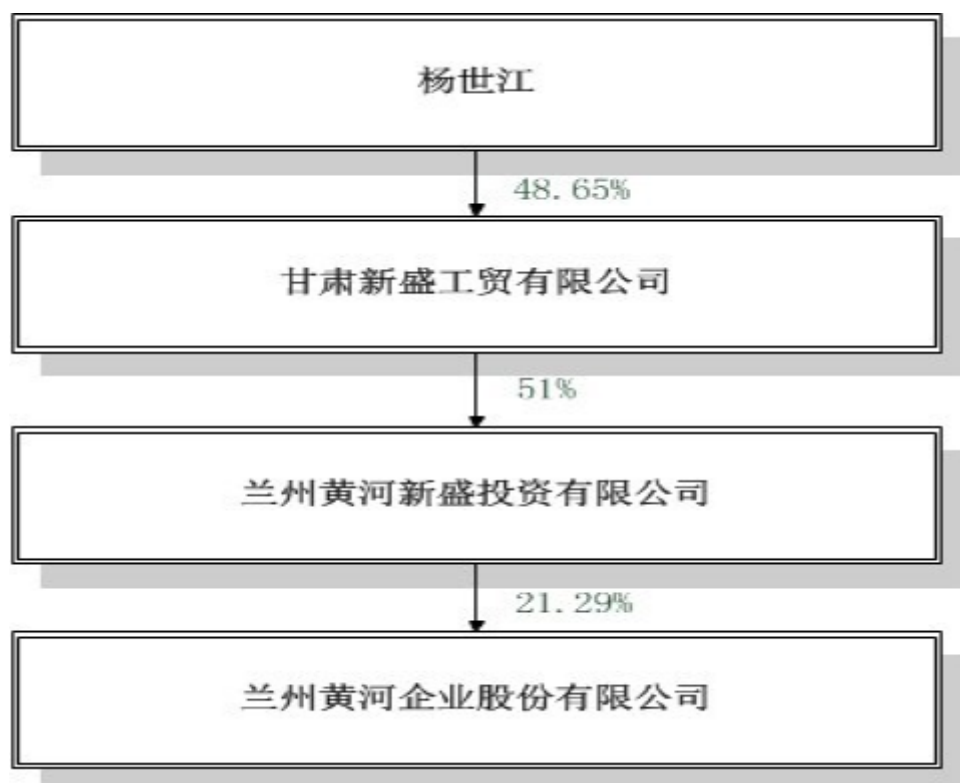 杨世江
48.65%
甘肃新盛工贸有限公司
51%
兰州黄河新盛投资有限公司
21.29%
兰州黄河企业股份有限公司